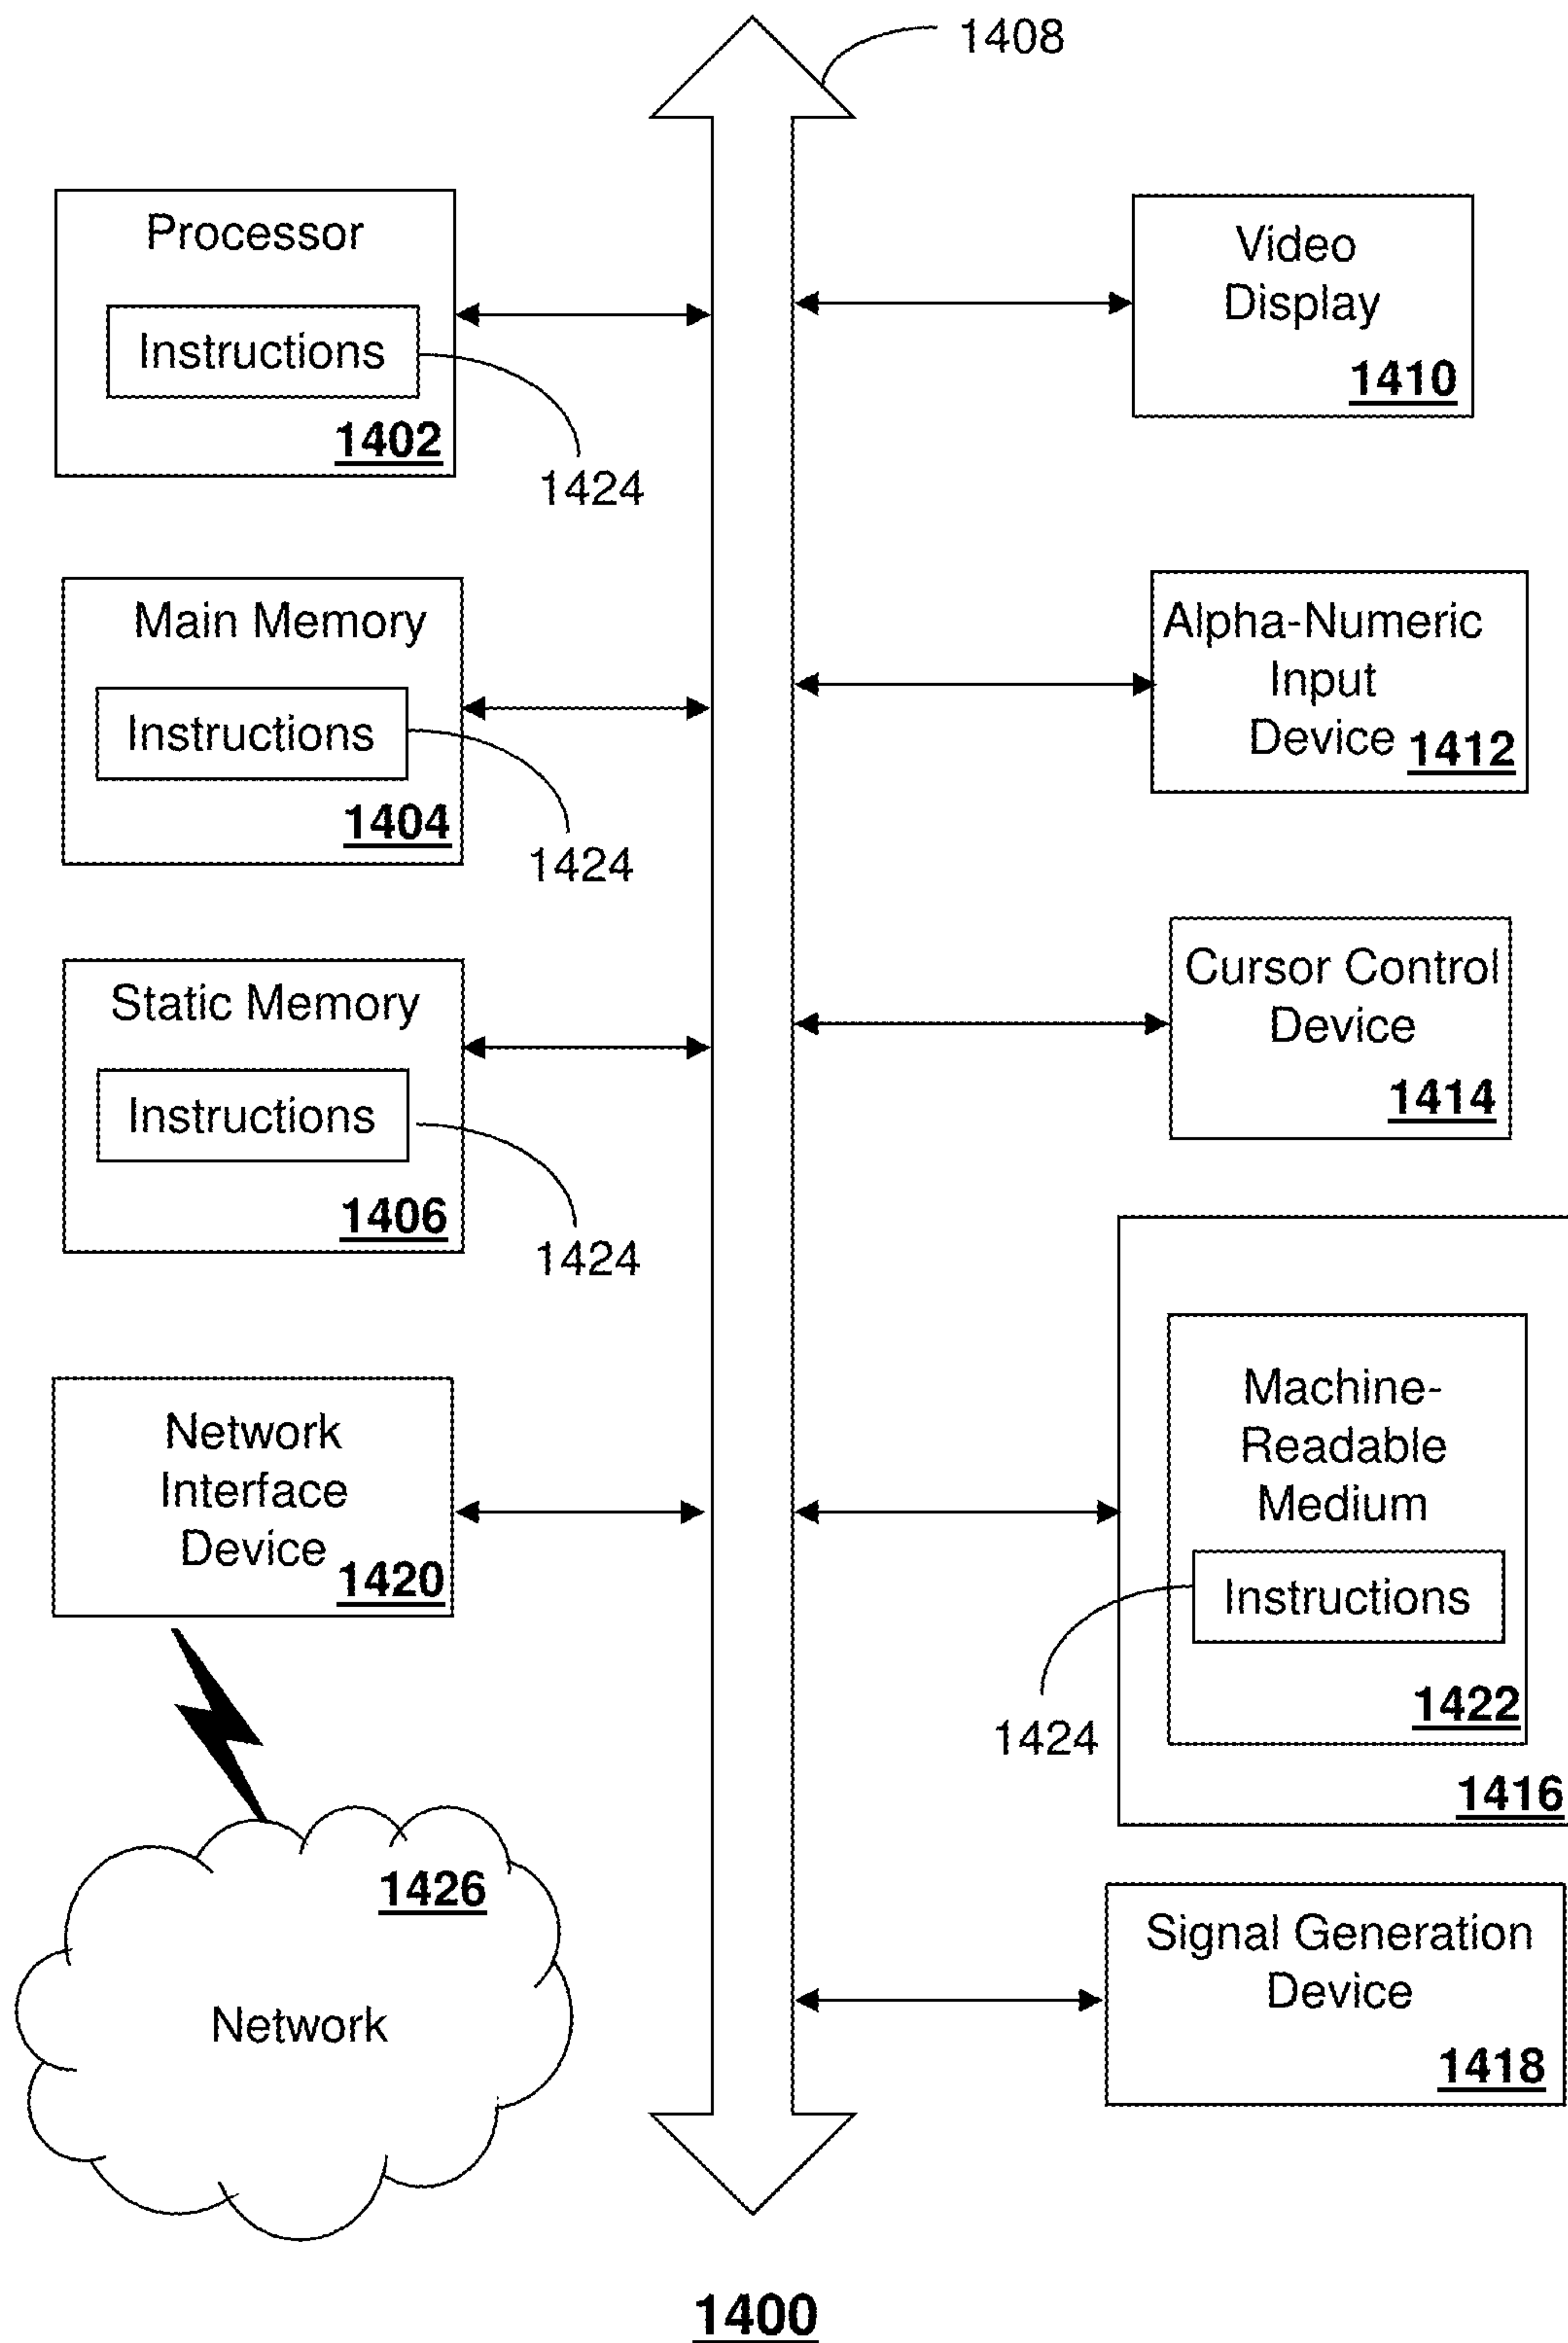 1408
Processor
Instructions
1402
1424
Main Memory
Instructions
1404
1424
Static Memory
Instructions
1406
1424
Network
Interface
Device
1420
1426
Network
Video
Display
1410
Alpha-Numeric
Input
Device 1412
Cursor Control
Device
1414
Machine-
Readable
Medium
Instructions
1422
1424
1416
Signal Generation
Device
1418
1400